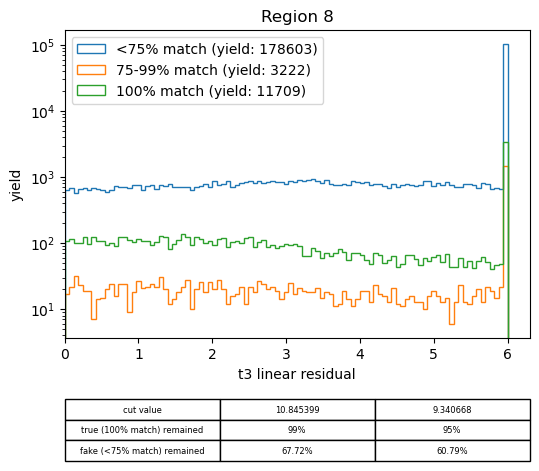 Region 8
<75% match (yield: 178603)
75-99% match (yield: 3222)
100% match (yield: 11709)
yield
10^5
10^4
10^3
10^2
10^1
0 1 2 3 4 5 6
t3 linear residual
cut value 10.845399 9.340668
true (100% match) remained 99% 95%
fake (<75% match) remained 67.72% 60.79%